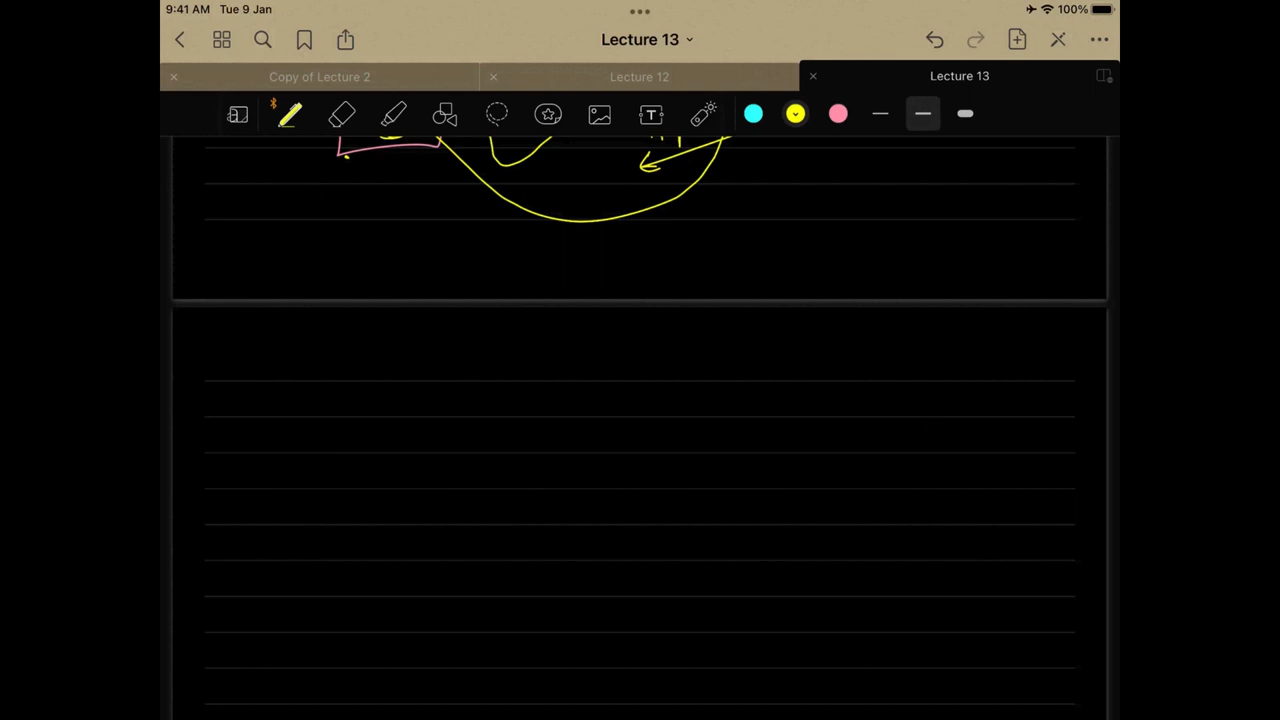 9:41 AM Tue 9 Jan
100%
Lecture 13
Copy of Lecture 2
Lecture 12
Lecture 13
T